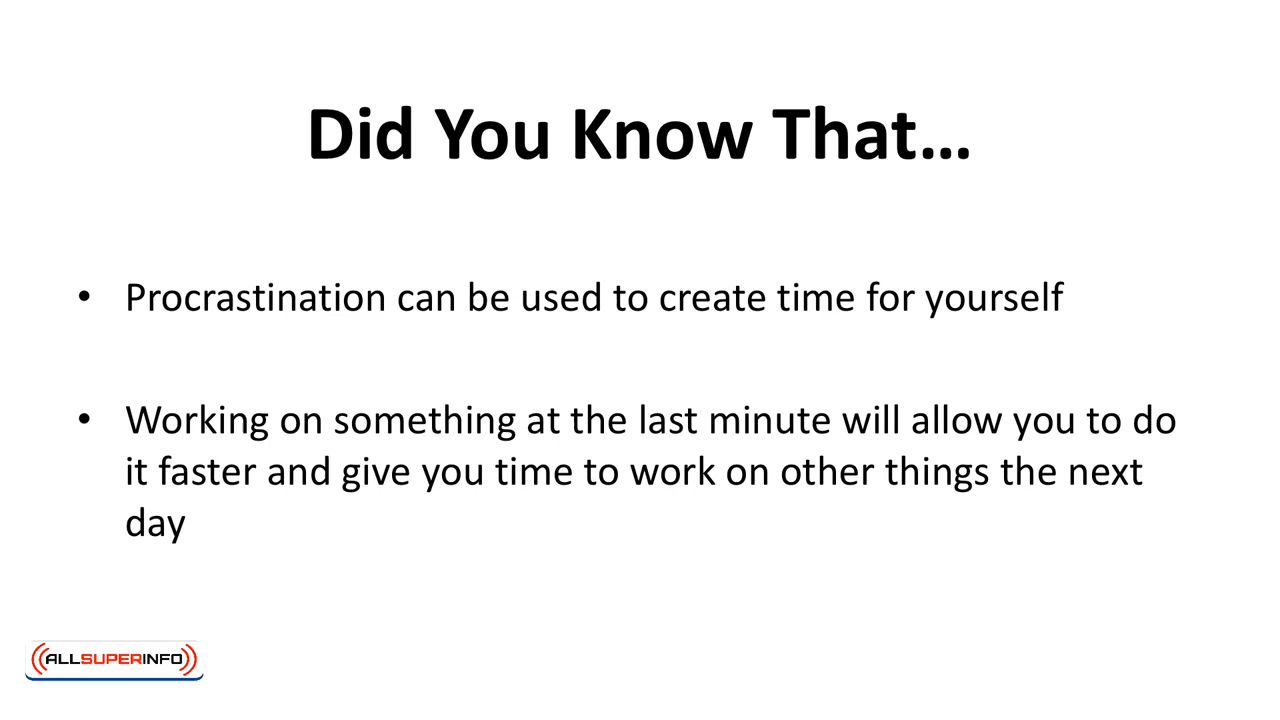 Did You Know That...
• Procrastination can be used to create time for yourself
• Working on something at the last minute will allow you to do
it faster and give you time to work on other things the next
day
ALLSUPERINFO